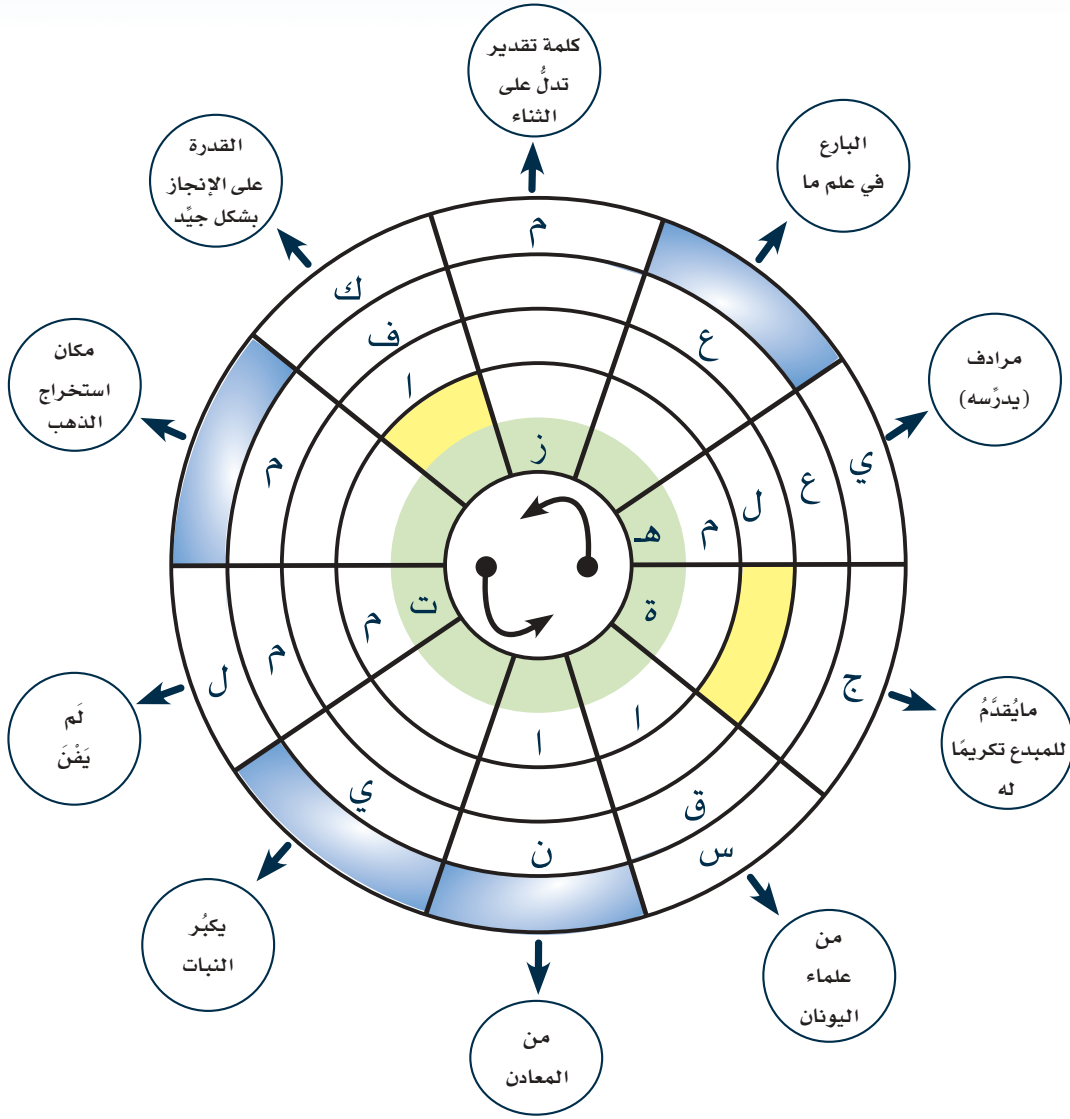 كلمة تقدير
تدلُّ على
الثناء
البارع
في علم ما
مرادف
(يدرِّسه)
مايُقدَّمُ
للمبدع تكريمًا
له
من
علماء
اليونان
من
المعادن
يكبُر
النبات
لَم
يَفْنَ
مكان
استخراج
الذهب
القدرة
على الإنجاز
بشكل جيِّد
م
ز
ع
ي
ع
ل
م
هـ
ج
ة
س
ق
ا
ن
ا
ي
ل
م
م
ت
م
ك
ف
ا